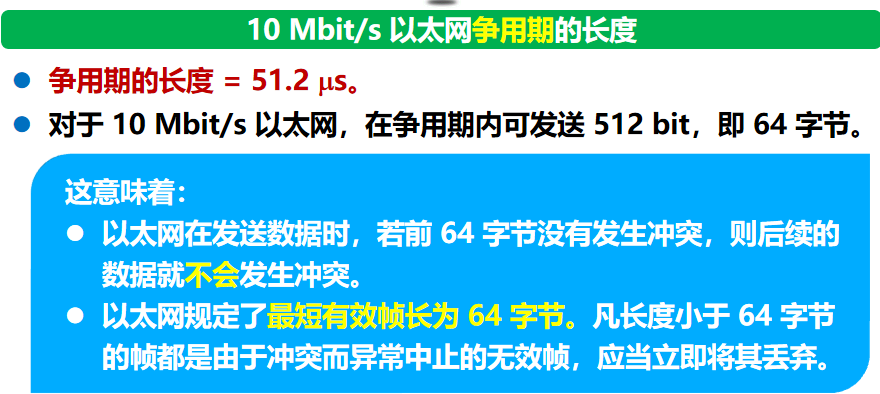 10 Mbit/s 以太网争用期的长度
争用期的长度 = 51.2 μs。
对于 10 Mbit/s 以太网，在争用期内可发送 512 bit，即 64 字节。
这意味着：
以太网在发送数据时，若前 64 字节没有发生冲突，则后续的
数据就不会发生冲突。
以太网规定了最短有效帧长为 64 字节。凡长度小于 64 字节
的帧都是由于冲突而异常中止的无效帧，应当立即将其丢弃。